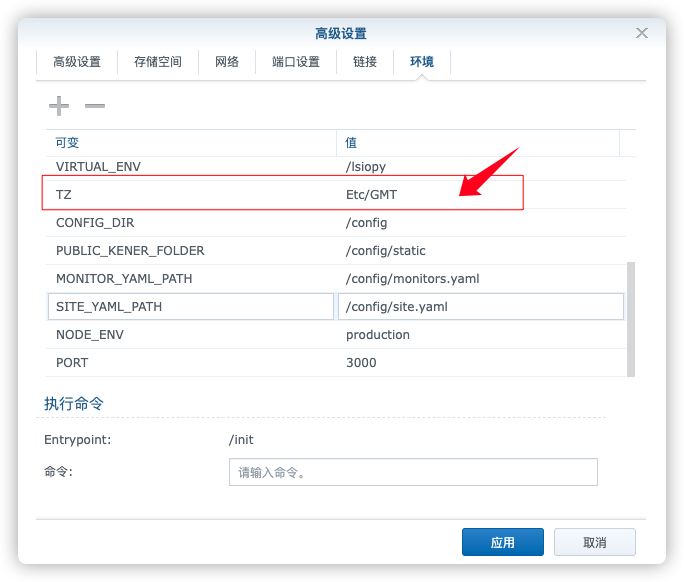 高级设置
高级设置 存储空间 网络 端口设置 链接 环境
可变 值
VIRTUAL_ENV /lsiopy
TZ Etc/GMT
CONFIG_DIR /config
PUBLIC_KENER_FOLDER /config/static
MONITOR_YAML_PATH /config/monitors.yaml
SITE_YAML_PATH /config/site.yaml
NODE_ENV production
PORT 3000
执行命令
Entrypoint: /init
命令: 请输入命令。
应用 取消